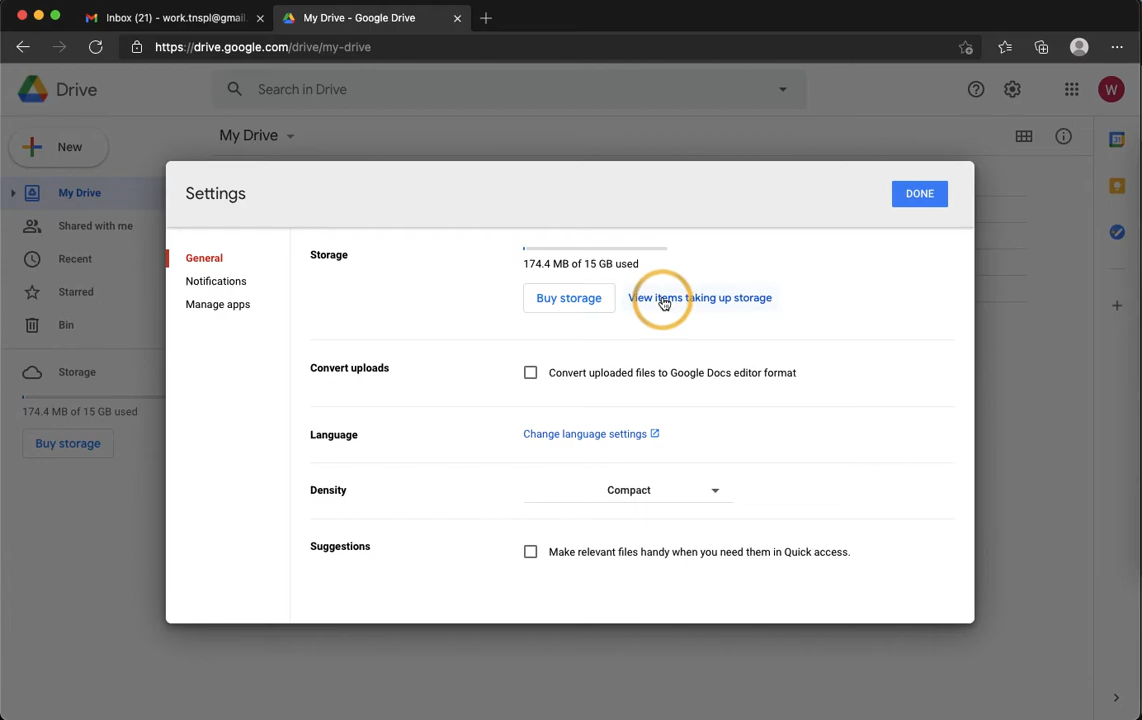 Inbox (21) - work.tnspl@gmail
My Drive - Google Drive
https://drive.google.com/drive/my-drive
Drive
Search in Drive
W
New
My Drive
31
My Drive
Shared with me
Recent
Starred
Bin
Storage
174.4 MB of 15 GB used
Buy storage
Settings
DONE
General
Notifications
Manage apps
Storage
174.4 MB of 15 GB used
Buy storage
View items taking up storage
Convert uploads
Convert uploaded files to Google Docs editor format
Language
Change language settings
Density
Compact
Suggestions
Make relevant files handy when you need them in Quick access.